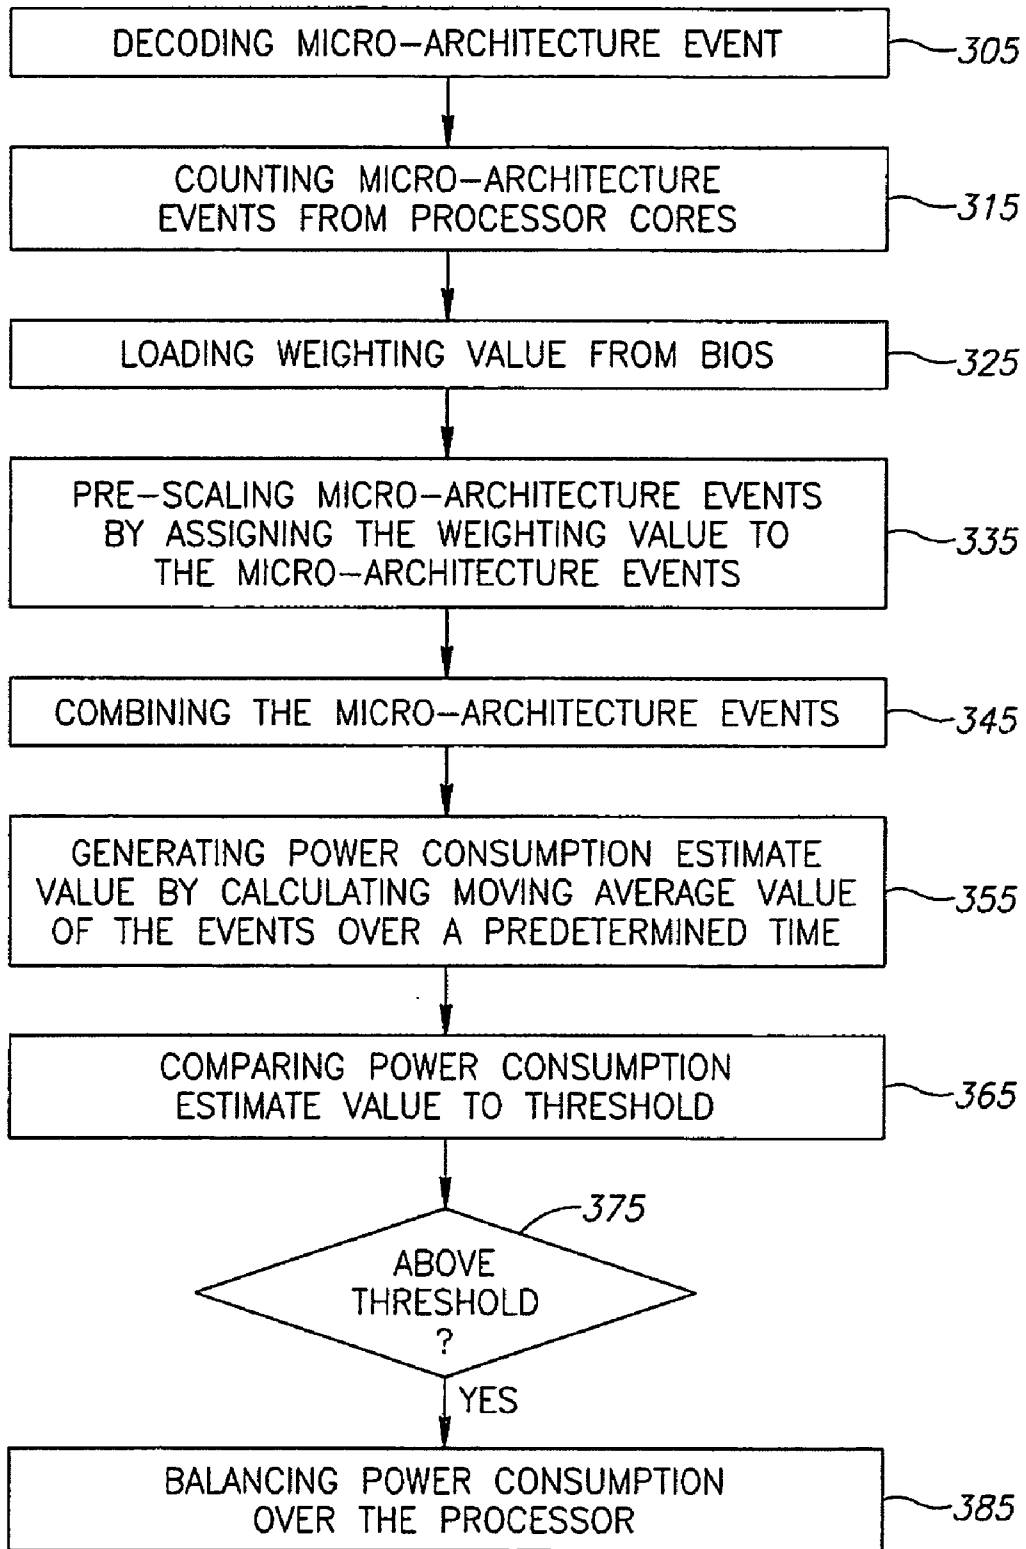 DECODING MICRO-ARCHITECTURE EVENT
305
COUNTING MICRO-ARCHITECTURE
EVENTS FROM PROCESSOR CORES
315
LOADING WEIGHTING VALUE FROM BIOS
325
PRE-SCALING MICRO-ARCHITECTURE EVENTS
BY ASSIGNING THE WEIGHTING VALUE TO
THE MICRO-ARCHITECTURE EVENTS
335
COMBINING THE MICRO-ARCHITECTURE EVENTS
345
GENERATING POWER CONSUMPTION ESTIMATE
VALUE BY CALCULATING MOVING AVERAGE VALUE
OF THE EVENTS OVER A PREDETERMINED TIME
355
COMPARING POWER CONSUMPTION
ESTIMATE VALUE TO THRESHOLD
365
375
ABOVE
THRESHOLD
?
YES
BALANCING POWER CONSUMPTION
OVER THE PROCESSOR
385